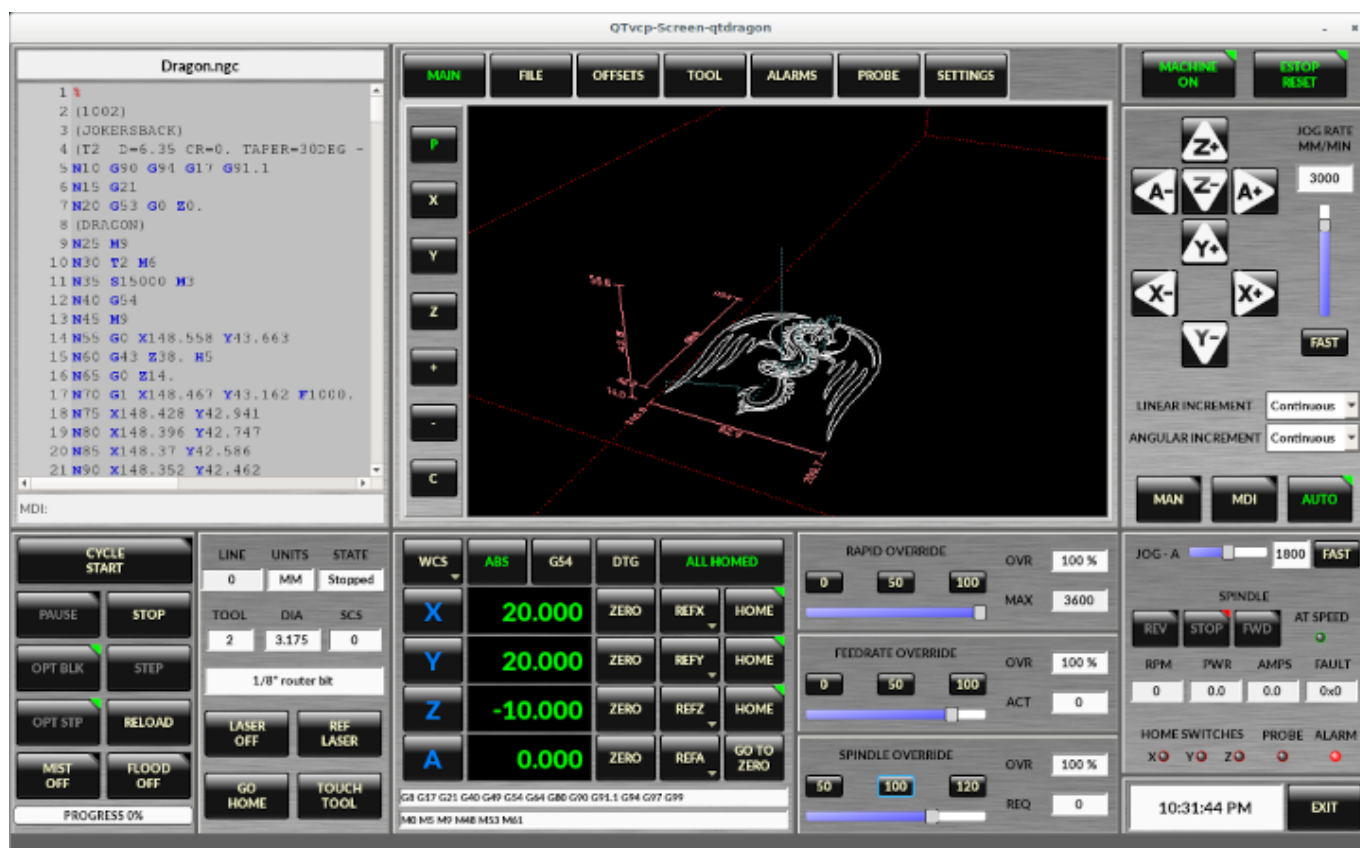 QTvcp-Screen-qtdragon
Dragon.ngc
1 %
2 (1002)
3 (JOKERSBACK)
4 (T2 D=6.35 CR=0. TAPER=30DEG -
5 N10 G90 G94 G17 G91.1
6 N15 G21
7 N20 G53 G0 Z0.
8 (DRAGON)
9 N25 M9
10 N30 T2 M6
11 N35 S15000 M3
12 N40 G54
13 N45 M9
14 N55 G0 X148.558 Y43.663
15 N60 G43 Z38. H5
16 N65 G0 Z14.
17 N70 G1 X148.467 Y43.162 F1000.
18 N75 X148.428 Y42.941
19 N80 X148.396 Y42.747
20 N85 X148.37 Y42.586
21 N90 X148.352 Y42.462
MDI:
MAIN FILE OFFSETS TOOL ALARMS PROBE SETTINGS
P
X
Y
Z
+
-
C
MACHINE ON
ESTOP RESET
JOG RATE
MM/MIN
3000
Z+
A- Z- A+
Y+
X- X+
Y-
FAST
LINEAR INCREMENT Continuous
ANGULAR INCREMENT Continuous
MAN MDI AUTO
CYCLE
START
PAUSE STOP
OPT BLK STEP
OPT STP RELOAD
MIST OFF
FLOOD OFF
PROGRESS 0%
LINE UNITS STATE
0 MM Stopped
TOOL DIA SCS
2 3.175 0
1/8" router bit
LASER OFF
REF LASER
GO HOME
TOUCH TOOL
WCS ABS G54 DTG ALL HOMED
X 20.000 ZERO REFX HOME
Y 20.000 ZERO REFY HOME
Z -10.000 ZERO REFZ HOME
A 0.000 ZERO REFA GO TO ZERO
G8 G17 G21 G40 G49 G54 G64 G80 G90 G91.1 G94 G97 G99
M0 M5 M9 M48 M53 M61
RAPID OVERRIDE OVR 100 %
0 50 100
MAX 3600
FEEDRATE OVERRIDE OVR 100 %
0 50 100
ACT 0
SPINDLE OVERRIDE OVR 100 %
50 100 120
REQ 0
JOG - A 1800 FAST
SPINDLE
REV STOP FWD AT SPEED
RPM PWR AMPS FAULT
0 0.0 0.0 0x0
HOME SWITCHES PROBE ALARM
X Y Z
10:31:44 PM EXIT